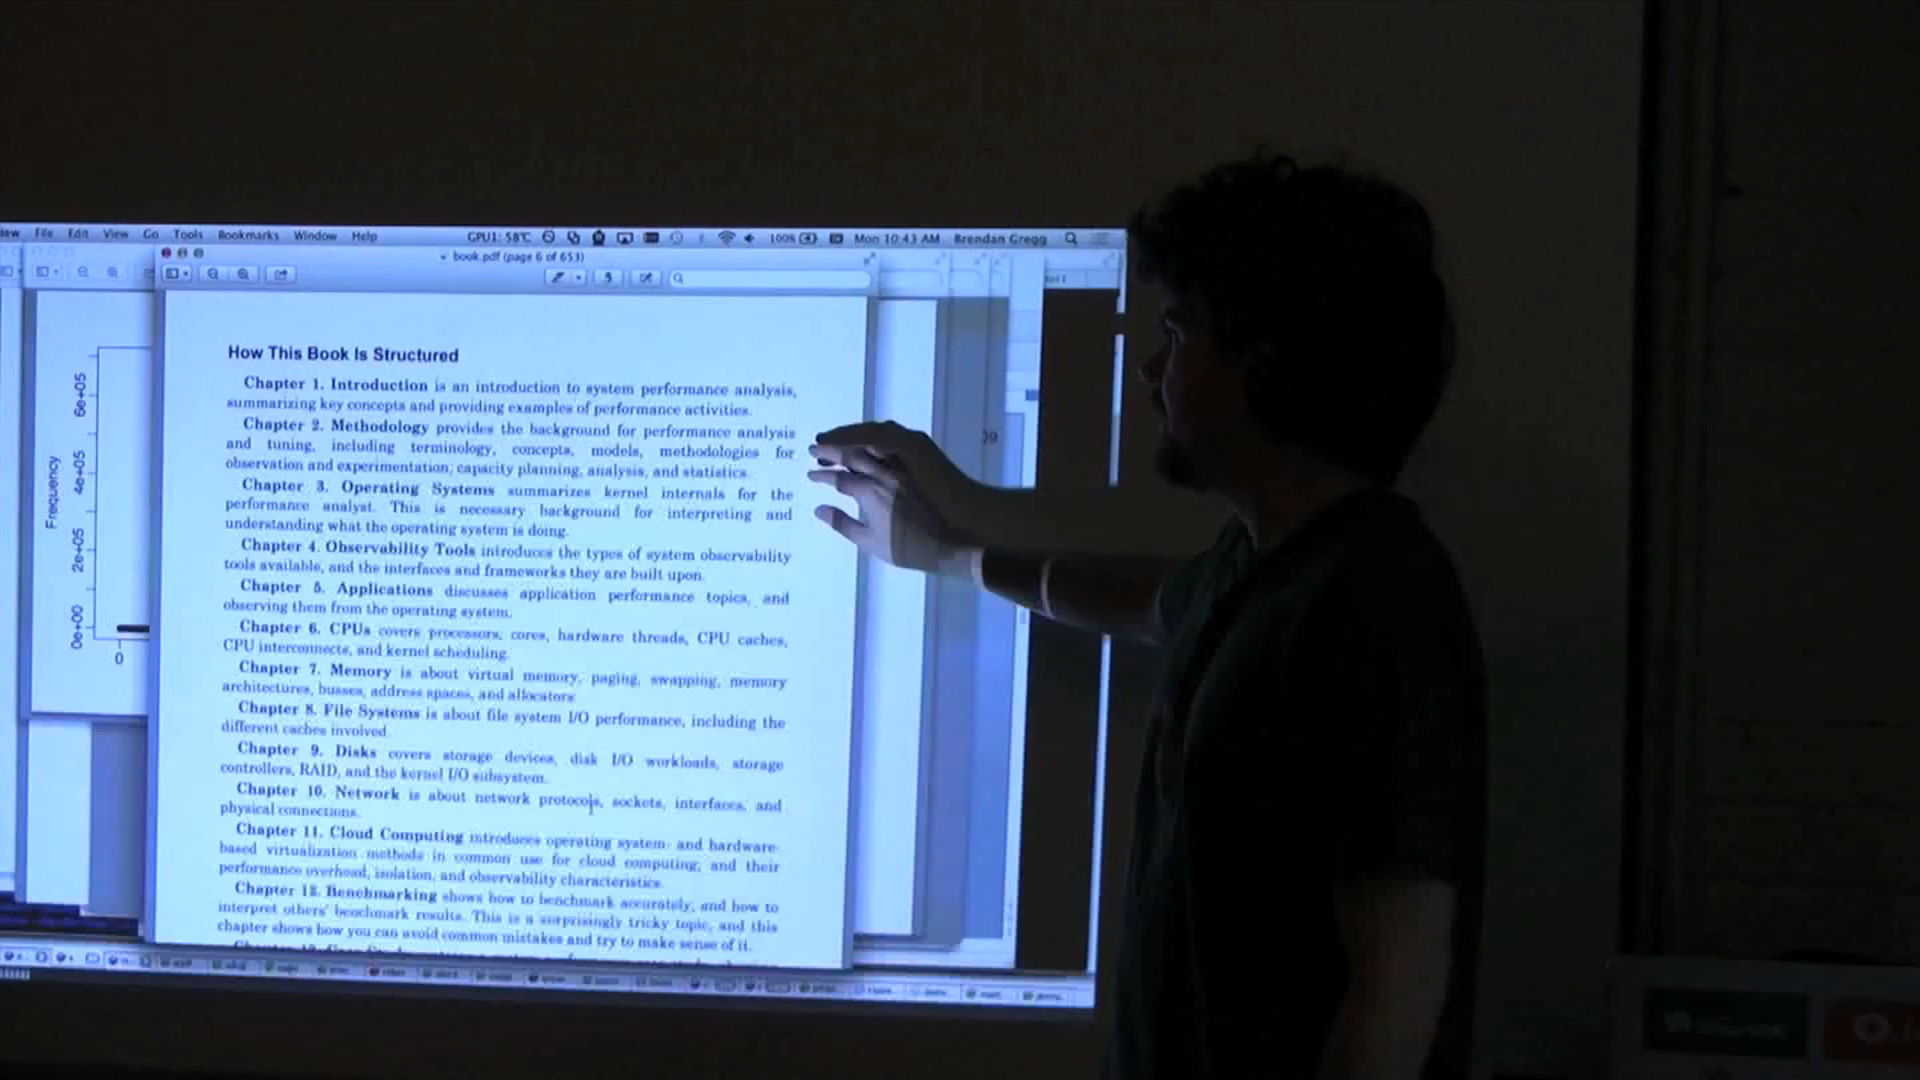 File Edit View Go Tools Bookmarks Window Help
GPU1: 58°C
100%
Mon 10:43 AM Brendan Gregg
book.pdf (page 6 of 653)
How This Book Is Structured
Chapter 1. Introduction is an introduction to system performance analysis,
summarizing key concepts and providing examples of performance activities.
Chapter 2. Methodology provides the background for performance analysis
and tuning, including terminology, concepts, models, methodologies for
observation and experimentation, capacity planning, analysis, and statistics.
Chapter 3. Operating Systems summarizes kernel internals for the
performance analyst. This is necessary background for interpreting and
understanding what the operating system is doing.
Chapter 4. Observability Tools introduces the types of system observability
tools available, and the interfaces and frameworks they are built upon.
Chapter 5. Applications discusses application performance topics, and
observing them from the operating system.
Chapter 6. CPUs covers processors, cores, hardware threads, CPU caches,
CPU interconnects, and kernel scheduling.
Chapter 7. Memory is about virtual memory, paging, swapping, memory
architectures, busses, address spaces, and allocators.
Chapter 8. File Systems is about file system I/O performance, including the
different caches involved.
Chapter 9. Disks covers storage devices, disk I/O workloads, storage
controllers, RAID, and the kernel I/O subsystem.
Chapter 10. Network is about network protocols, sockets, interfaces, and
physical connections.
Chapter 11. Cloud Computing introduces operating system- and hardware-
based virtualization methods in common use for cloud computing, and their
performance overhead, isolation, and observability characteristics.
Chapter 12. Benchmarking shows how to benchmark accurately, and how to
interpret others' benchmark results. This is a surprisingly tricky topic, and this
chapter shows how you can avoid common mistakes and try to make sense of it.
Frequency
6e+05
4e+05
2e+05
0e+00
0